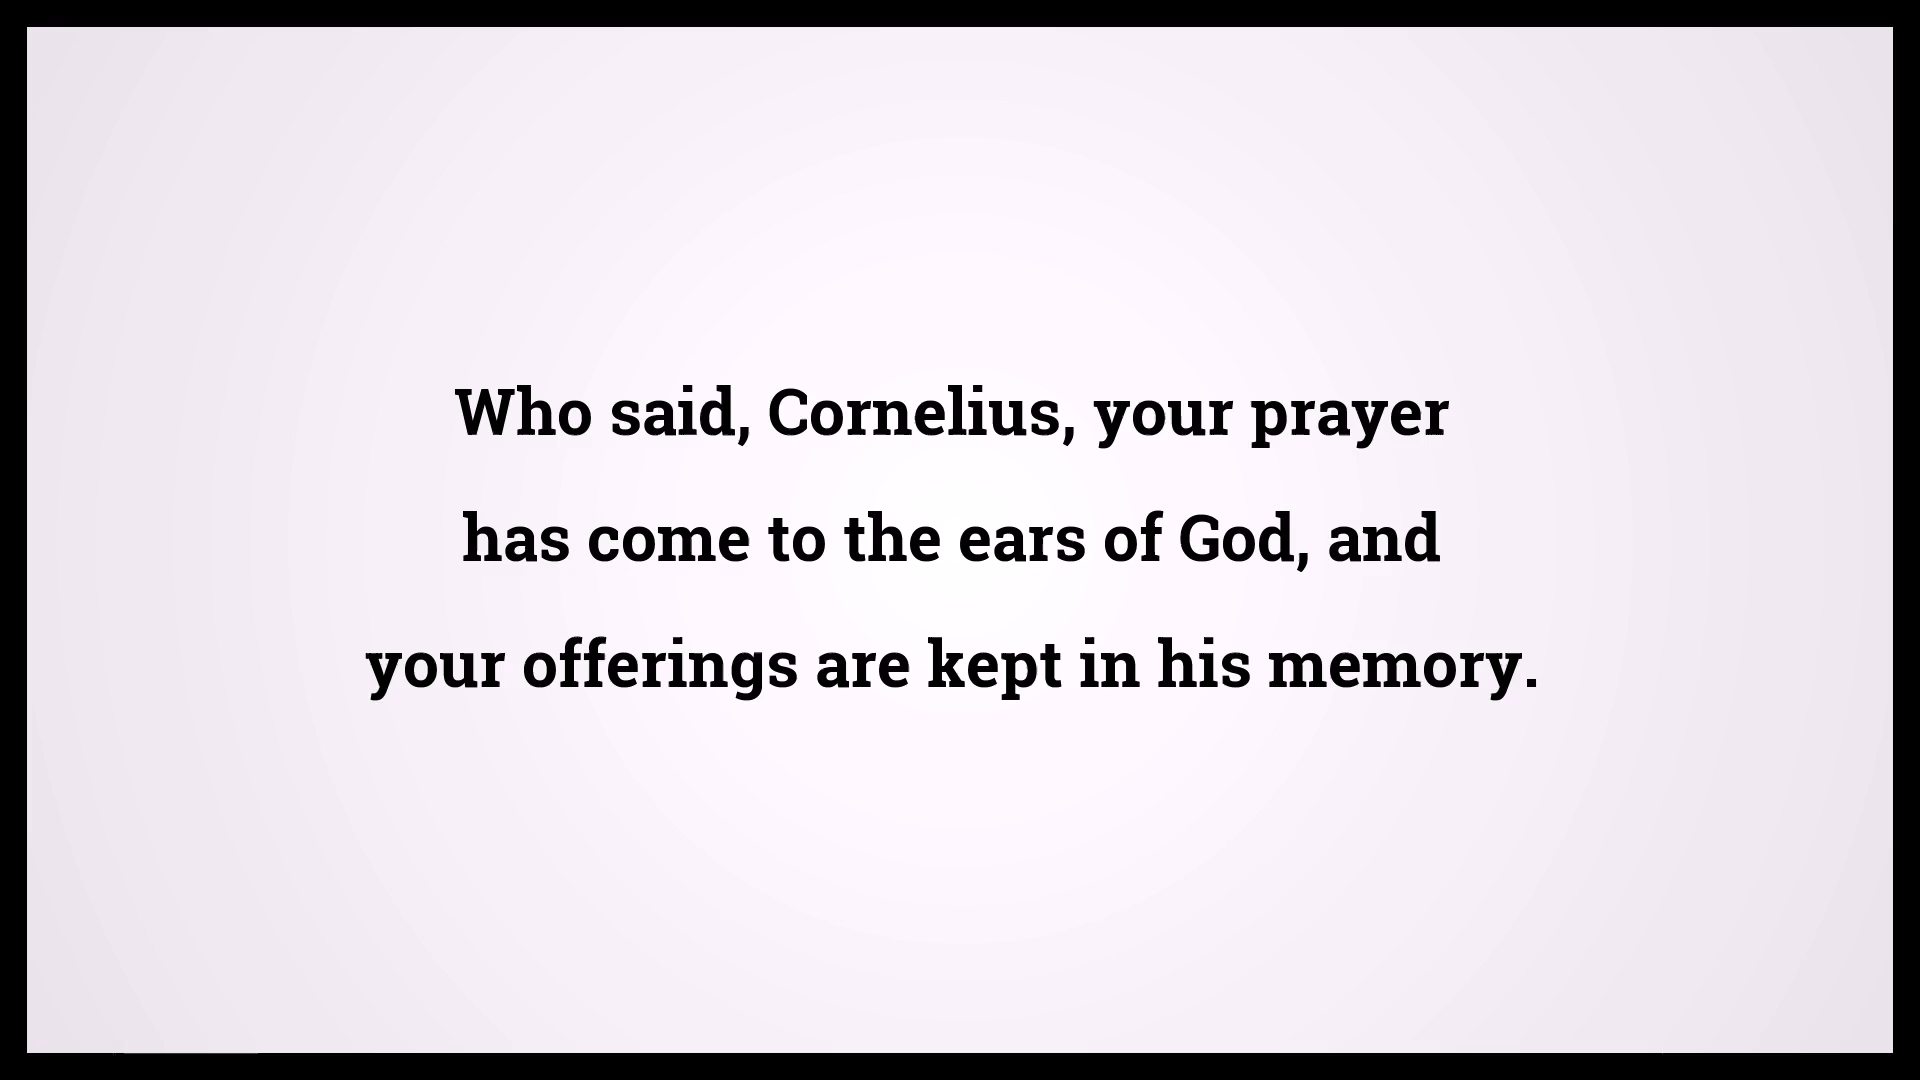 Who said, Cornelius, your prayer
has come to the ears of God, and
your offerings are kept in his memory.